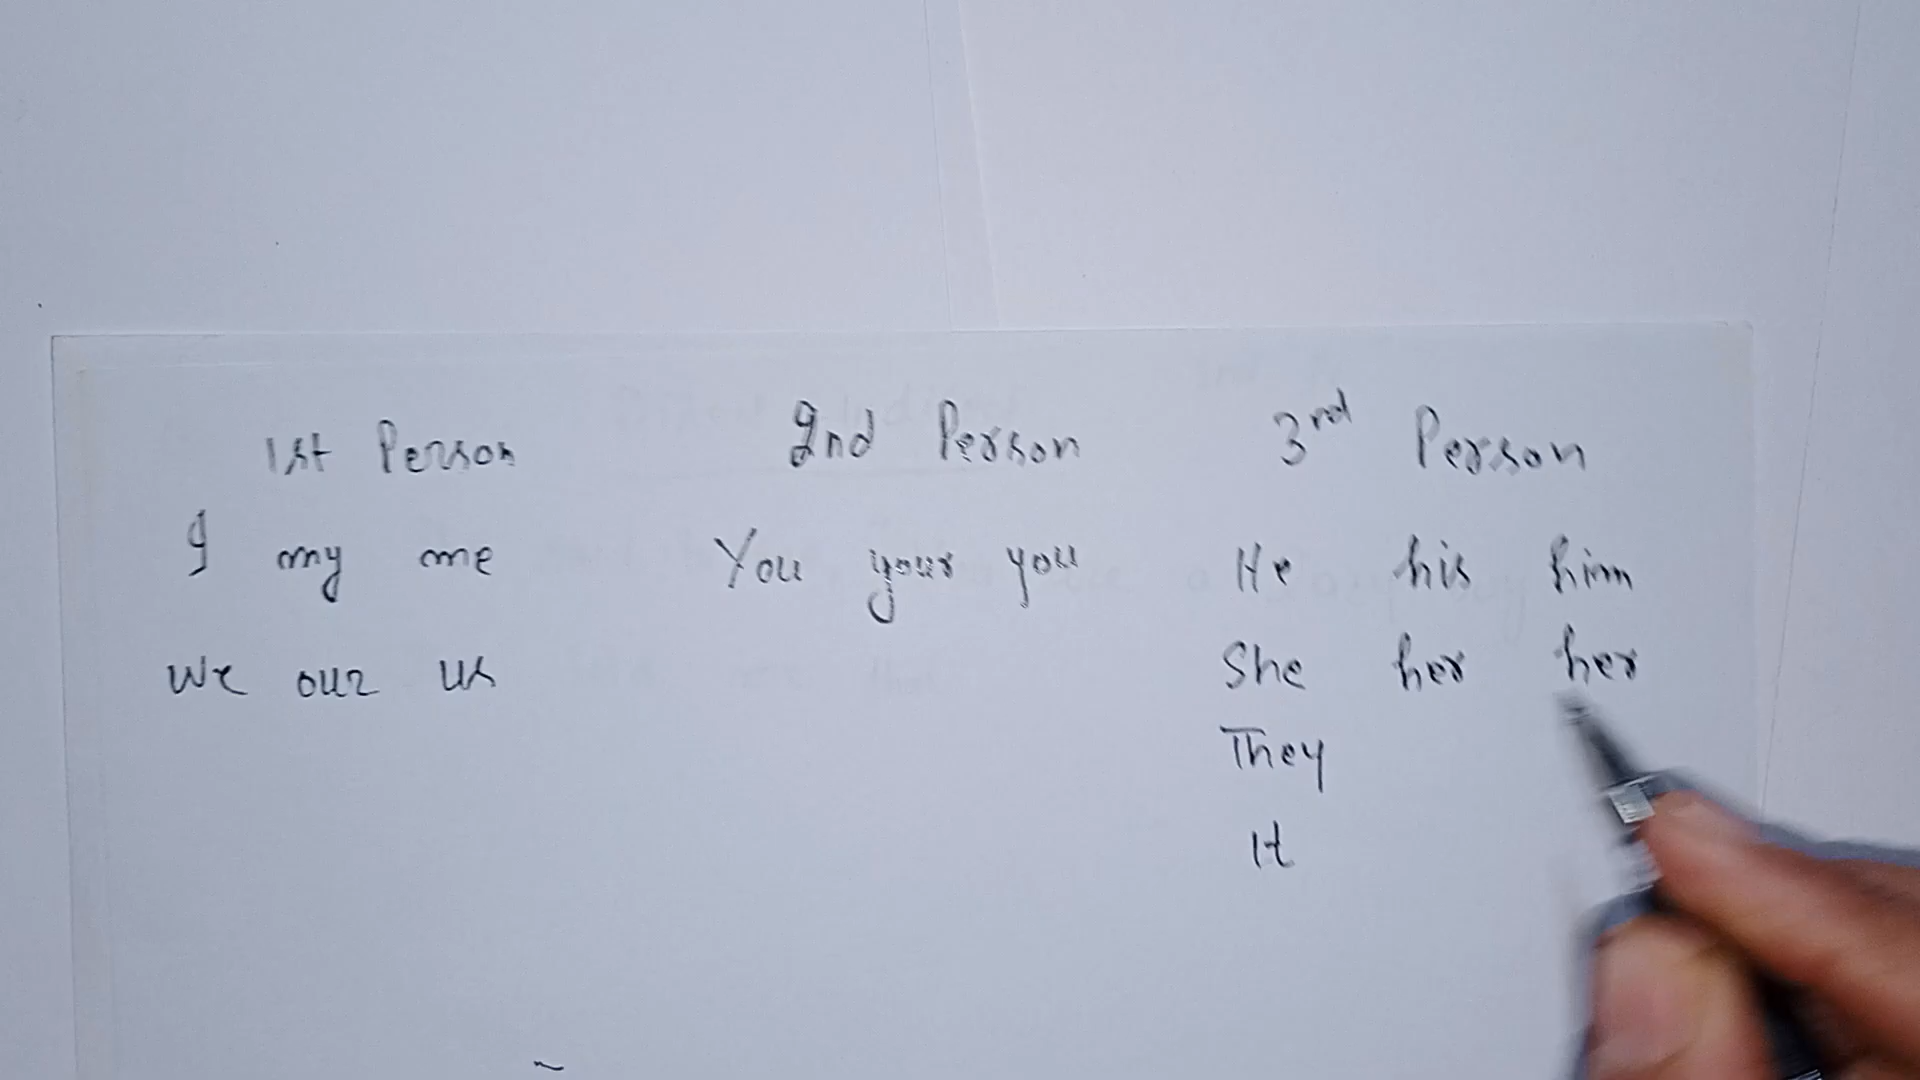 1st Person 2nd Person 3rd Person
I my me You your you He his him
We our us She her her
They
It